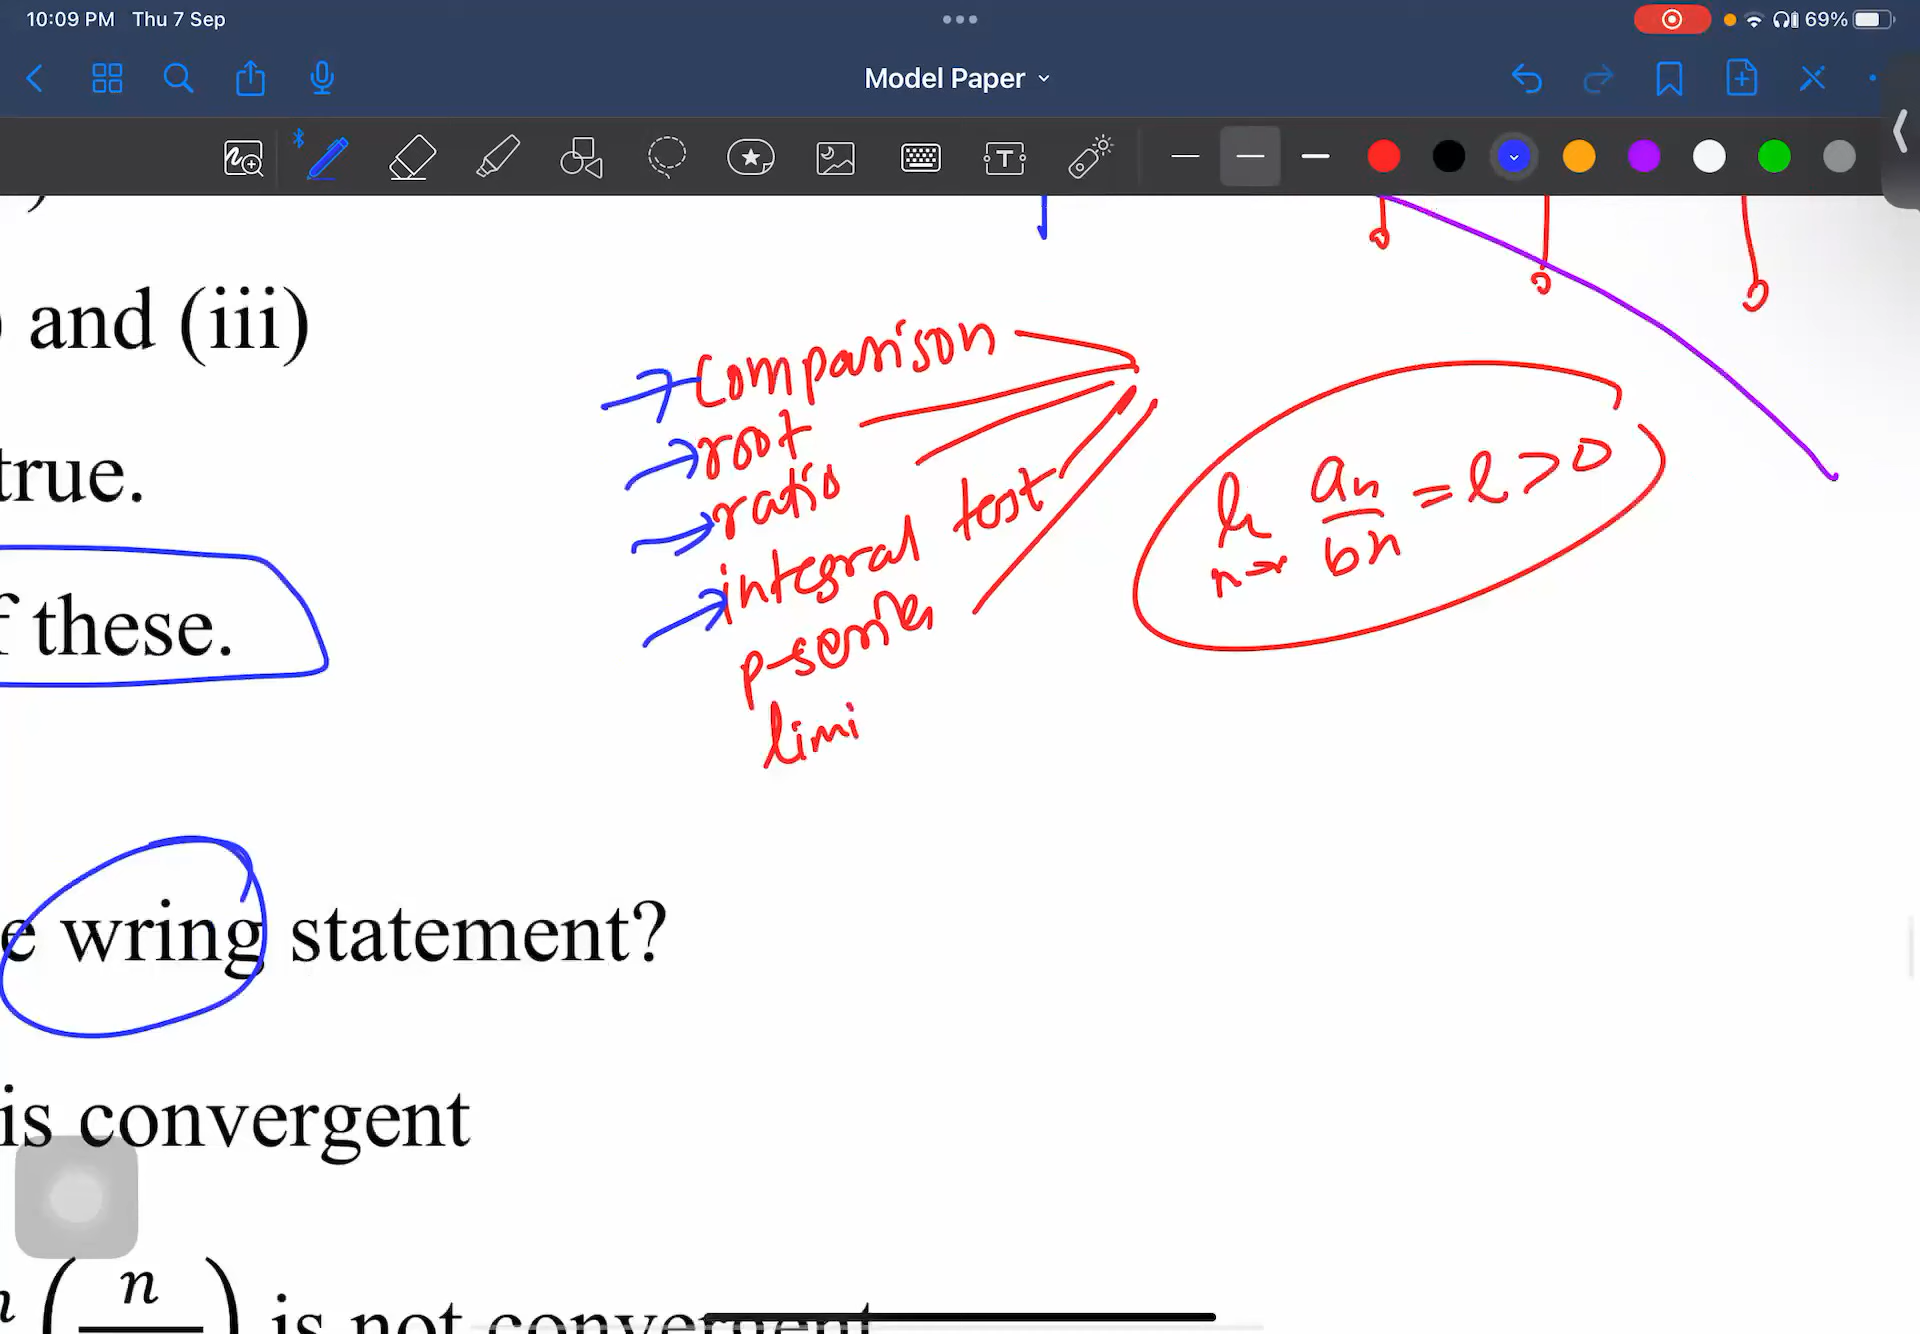 10:09 PM Thu 7 Sep
69%
Model Paper
) and (iii)
true.
f these.
Comparison
root
ratio
integral test
p-series
limi
an
bn
= l > 0
n→
e wring statement?
is convergent
n
is not convergent